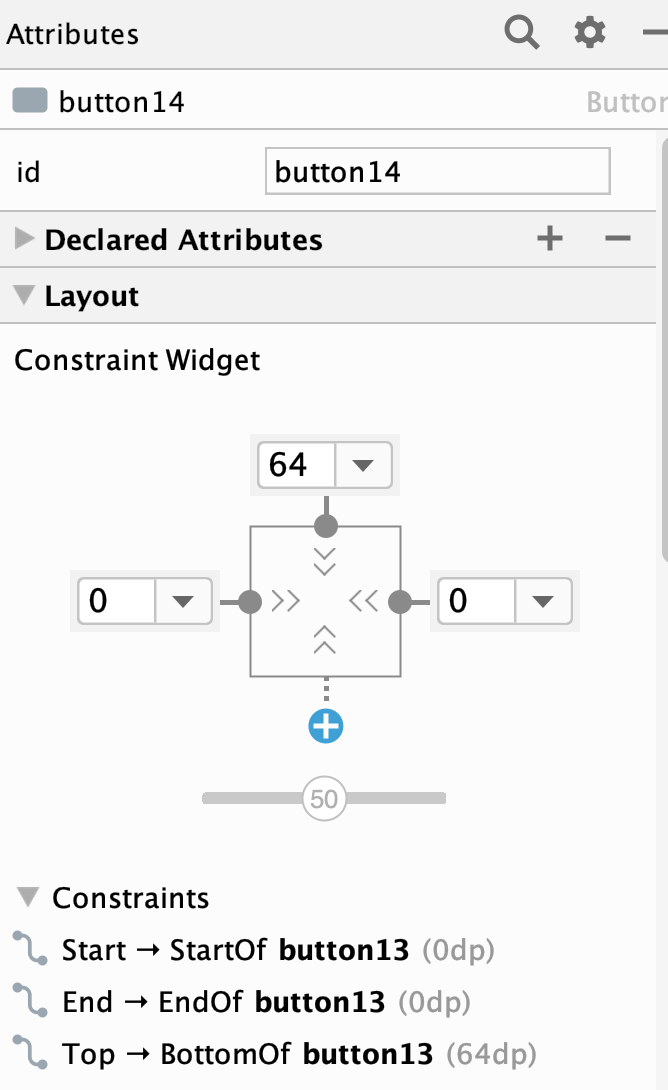 Attributes
button14 Button
id button14
Declared Attributes
Layout
Constraint Widget
64
0 0
50
Constraints
Start → StartOf button13 (0dp)
End → EndOf button13 (0dp)
Top → BottomOf button13 (64dp)